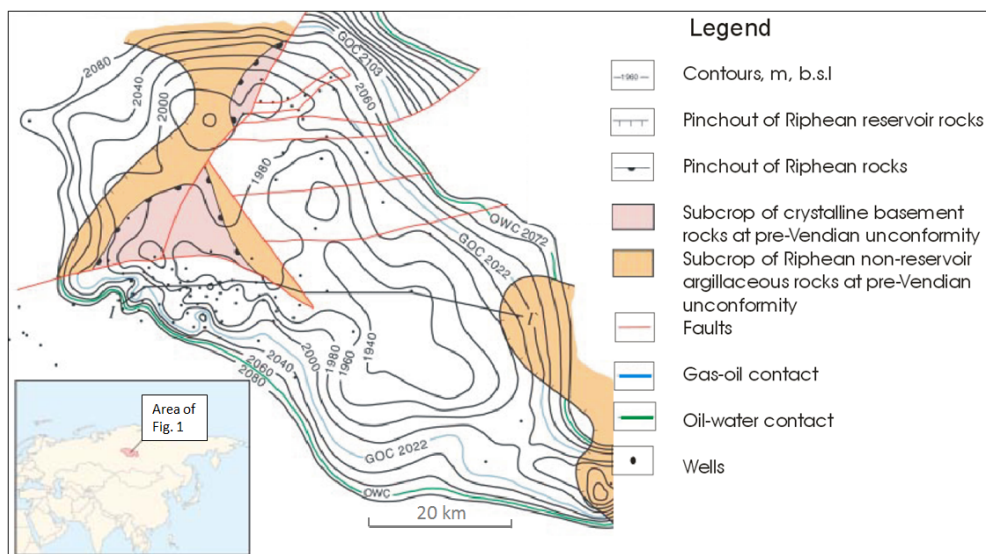 2080
2040
2000
GOC 2103
2060
1980
OWC 2072
GOC 2022
I
I'
2000
1980
1960
1940
2040
2060
2080
GOC 2022
OWC
20 km
Area of
Fig. 1
Legend
1960
Contours, m, b.s.l
Pinchout of Riphean reservoir rocks
Pinchout of Riphean rocks
Subcrop of crystalline basement
rocks at pre-Vendian unconformity
Subcrop of Riphean non-reservoir
argillaceous rocks at pre-Vendian
unconformity
Faults
Gas-oil contact
Oil-water contact
Wells